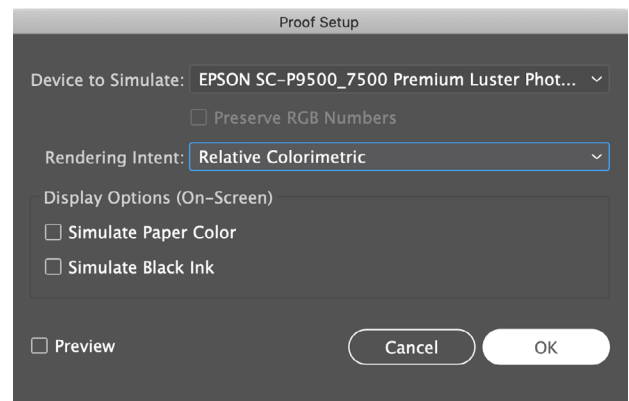 Proof Setup
Device to Simulate: EPSON SC-P9500_7500 Premium Luster Phot...
Preserve RGB Numbers
Rendering Intent: Relative Colorimetric
Display Options (On-Screen)
Simulate Paper Color
Simulate Black Ink
Preview Cancel OK